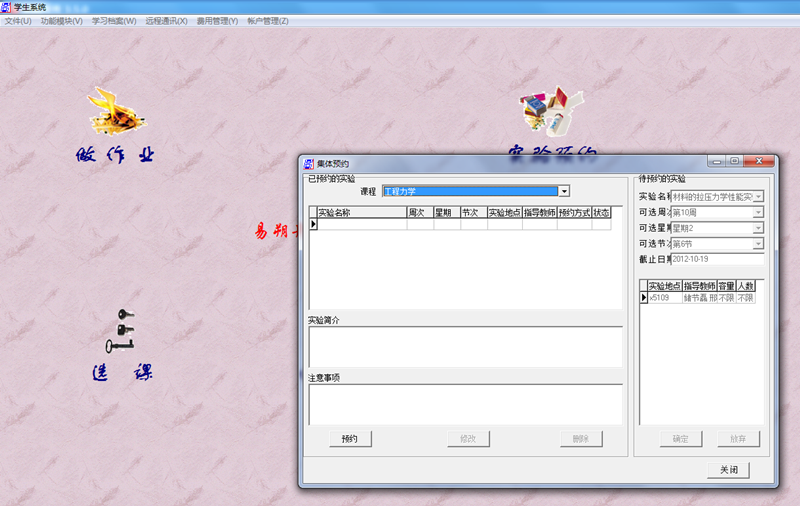 学生系统
文件(U) 功能模块(V) 学习档案(W) 远程通讯(X) 费用管理(Y) 帐户管理(Z)
做作业
实验预约
易朔
选课
集体预约
已预约的实验
课程 工程力学
实验名称 周次 星期 节次 实验地点 指导教师 预约方式 状态
实验简介
注意事项
预约 修改 删除
待预约的实验
实验名称 材料的拉压力学性能实
可选周次 第10周
可选星期 星期2
可选节次 第6节
截止日期 2012-10-19
实验地点 指导教师 容量 人数
x5109 储节磊 邢 不限 不限
确定 放弃
关闭